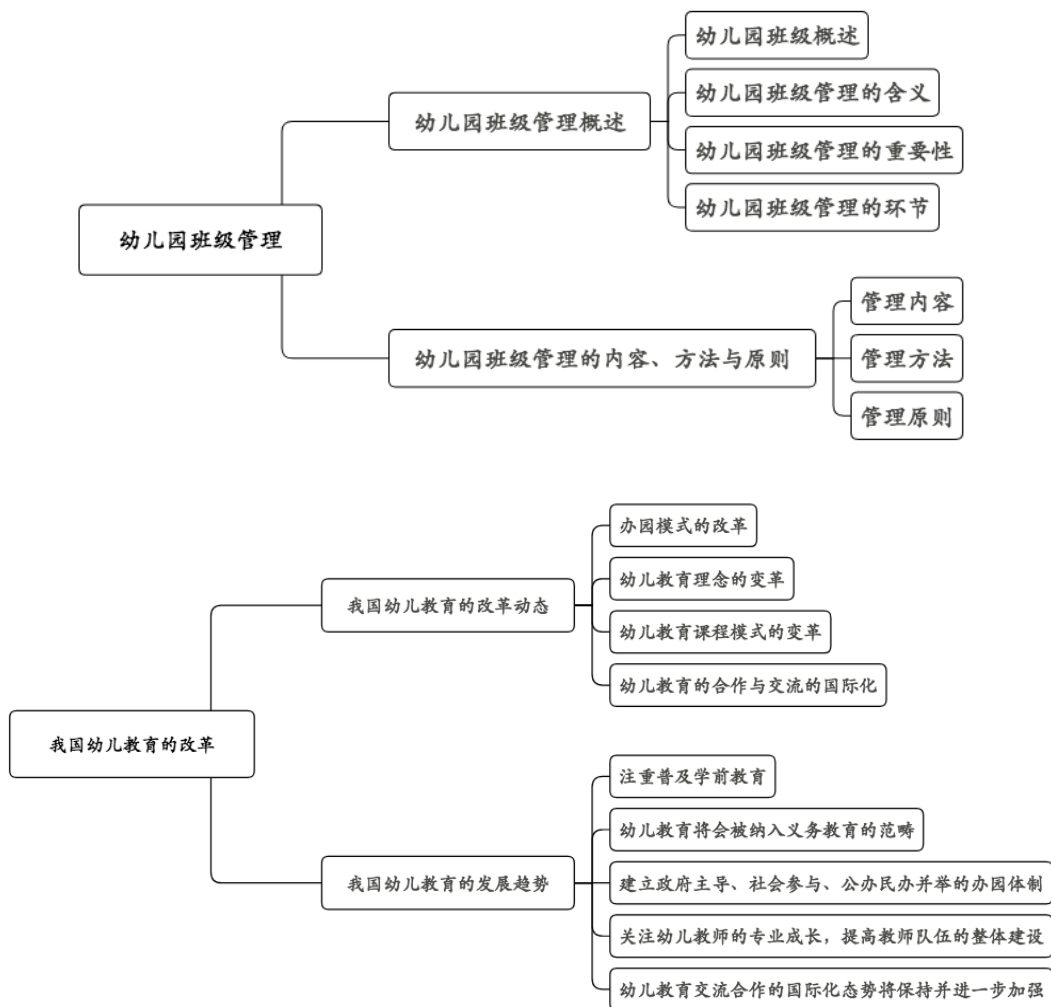 幼儿园班级管理
幼儿园班级管理概述
幼儿园班级概述
幼儿园班级管理的含义
幼儿园班级管理的重要性
幼儿园班级管理的环节
幼儿园班级管理的内容、方法与原则
管理内容
管理方法
管理原则
我国幼儿教育的改革
我国幼儿教育的改革动态
办园模式的改革
幼儿教育理念的变革
幼儿教育课程模式的变革
幼儿教育的合作与交流的国际化
我国幼儿教育的发展趋势
注重普及学前教育
幼儿教育将会被纳入义务教育的范畴
建立政府主导、社会参与、公办民办并举的办园体制
关注幼儿教师的专业成长，提高教师队伍的整体建设
幼儿教育交流合作的国际化态势将保持并进一步加强